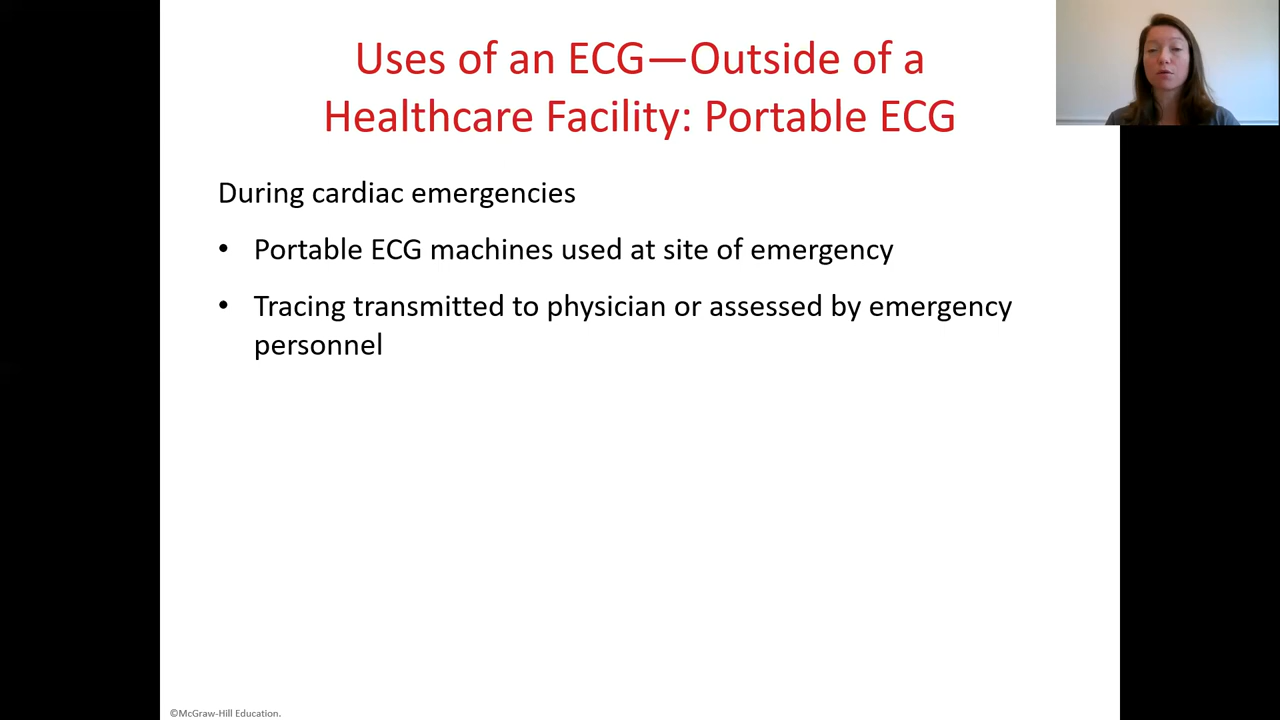 Uses of an ECG—Outside of a
Healthcare Facility: Portable ECG
During cardiac emergencies
• Portable ECG machines used at site of emergency
• Tracing transmitted to physician or assessed by emergency
personnel
©McGraw-Hill Education.